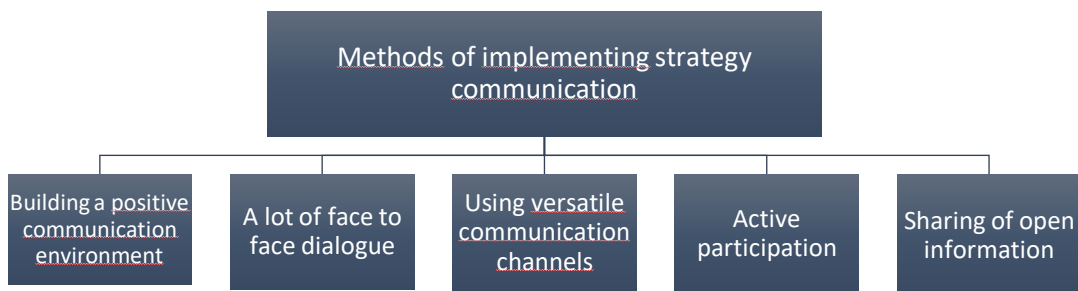 Methods of implementing strategy
communication
Building a positive
communication
environment
A lot of face to
face dialogue
Using versatile
communication
channels
Active
participation
Sharing of open
information